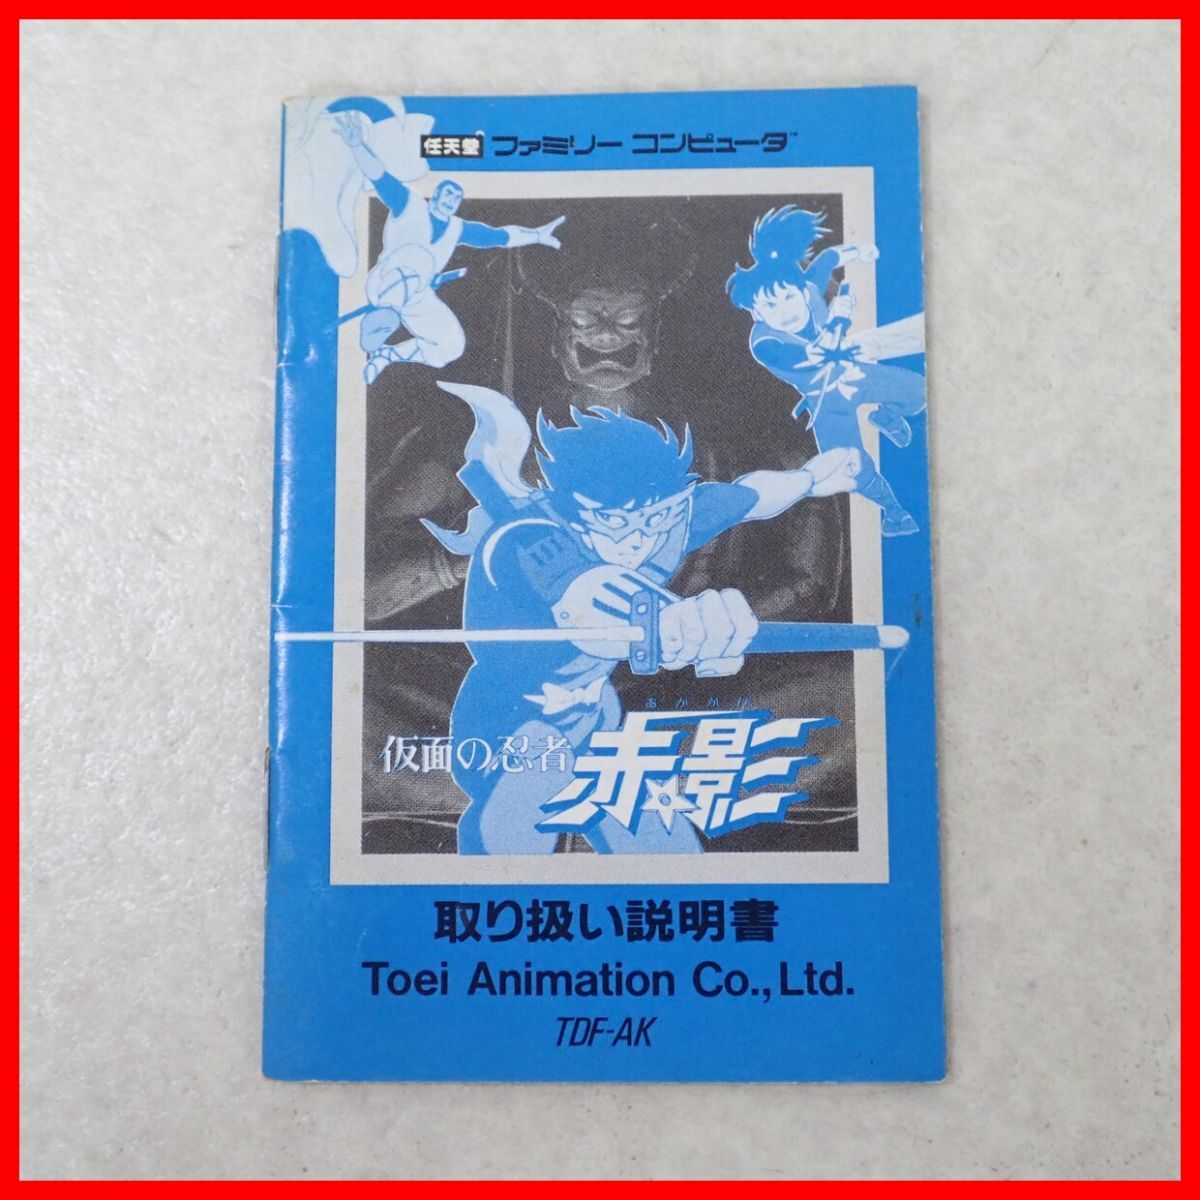 任天堂 ファミリー コンピュータ™
あかかげ
仮面の忍者 赤影
取り扱い説明書
Toei Animation Co., Ltd.
TDF-AK